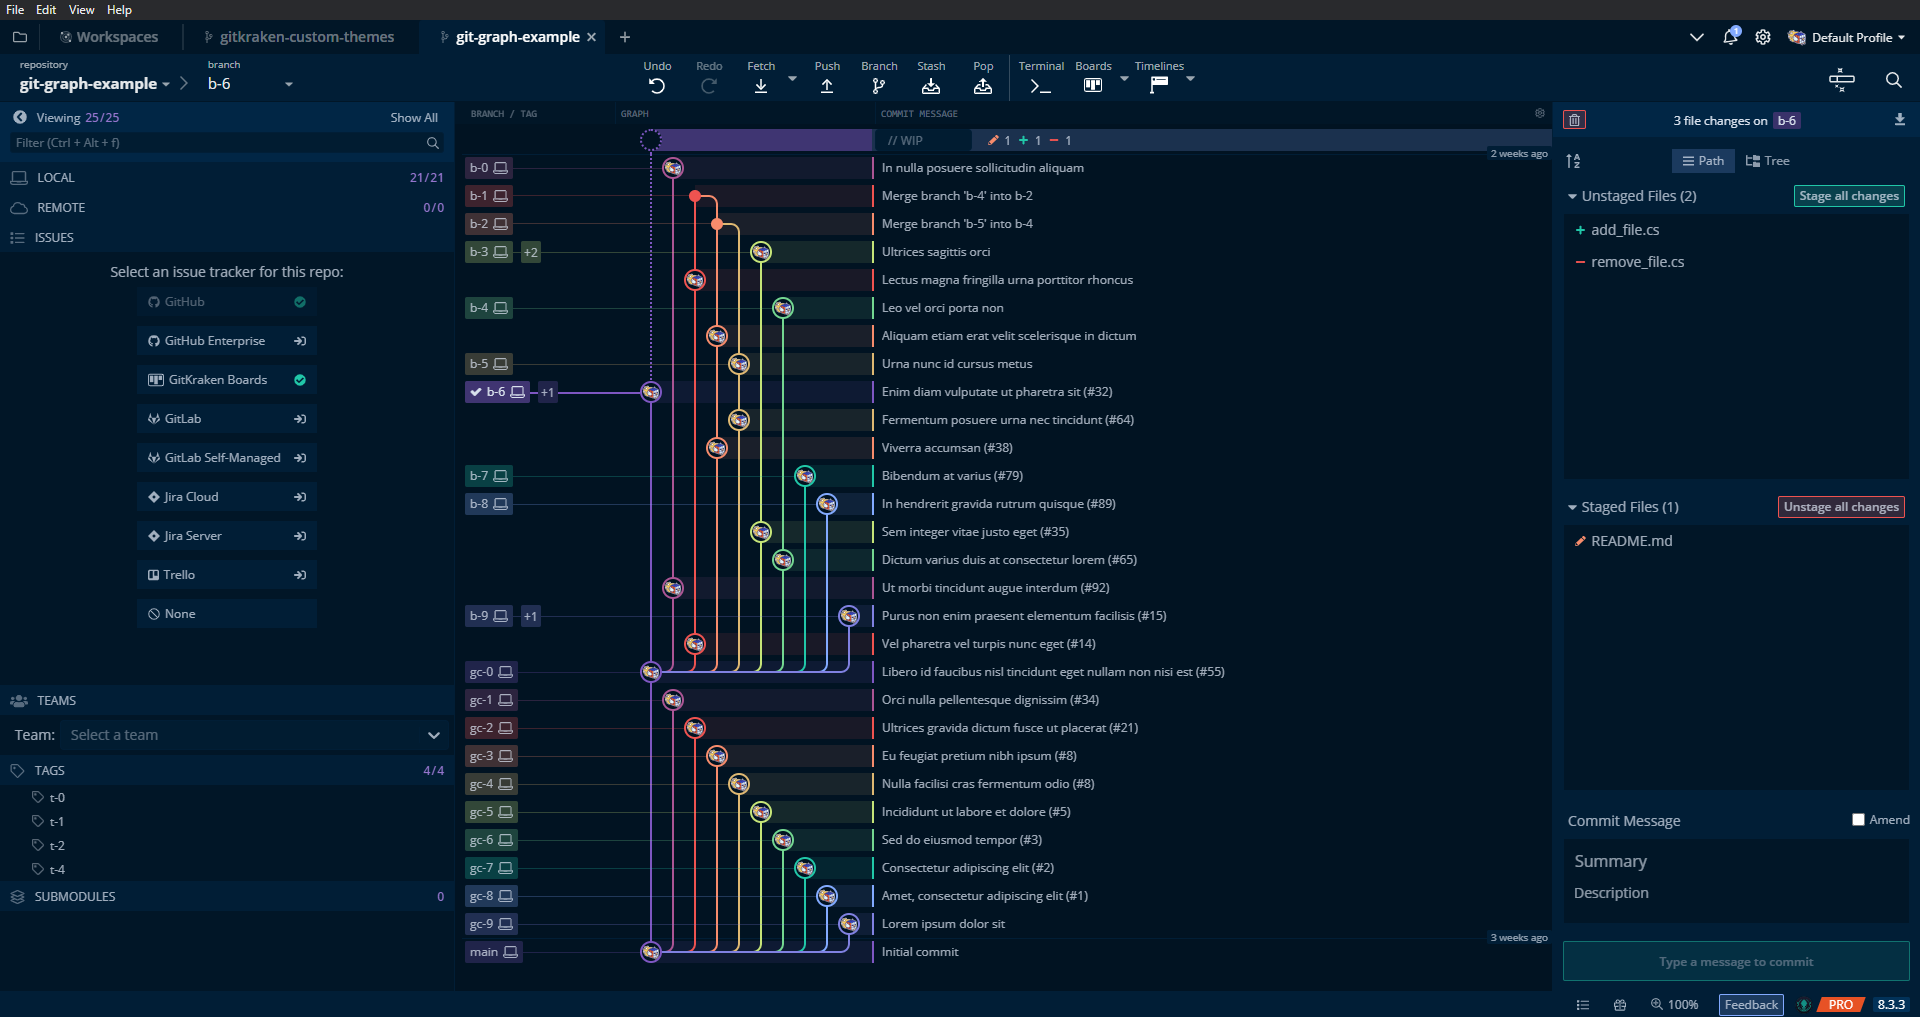 File Edit View Help
Workspaces
gitkraken-custom-themes
git-graph-example
1
Default Profile
repository
git-graph-example
branch
b-6
Undo
Redo
Fetch
Push
Branch
Stash
Pop
Terminal
Boards
Timelines
Viewing 25/25
Show All
Filter (Ctrl + Alt + f)
LOCAL 21/21
REMOTE 0/0
ISSUES
Select an issue tracker for this repo:
GitHub
GitHub Enterprise
GitKraken Boards
GitLab
GitLab Self-Managed
Jira Cloud
Jira Server
Trello
None
TEAMS
Team: Select a team
TAGS 4/4
t-0
t-1
t-2
t-4
SUBMODULES 0
BRANCH / TAG GRAPH COMMIT MESSAGE
// WIP 1 + 1 − 1
2 weeks ago
b-0 In nulla posuere sollicitudin aliquam
b-1 Merge branch 'b-4' into b-2
b-2 Merge branch 'b-5' into b-4
b-3 +2 Ultrices sagittis orci
Lectus magna fringilla urna porttitor rhoncus
b-4 Leo vel orci porta non
Aliquam etiam erat velit scelerisque in dictum
b-5 Urna nunc id cursus metus
b-6 +1 Enim diam vulputate ut pharetra sit (#32)
Fermentum posuere urna nec tincidunt (#64)
Viverra accumsan (#38)
b-7 Bibendum at varius (#79)
b-8 In hendrerit gravida rutrum quisque (#89)
Sem integer vitae justo eget (#35)
Dictum varius duis at consectetur lorem (#65)
Ut morbi tincidunt augue interdum (#92)
b-9 +1 Purus non enim praesent elementum facilisis (#15)
Vel pharetra vel turpis nunc eget (#14)
gc-0 Libero id faucibus nisl tincidunt eget nullam non nisi est (#55)
gc-1 Orci nulla pellentesque dignissim (#34)
gc-2 Ultrices gravida dictum fusce ut placerat (#21)
gc-3 Eu feugiat pretium nibh ipsum (#8)
gc-4 Nulla facilisi cras fermentum odio (#8)
gc-5 Incididunt ut labore et dolore (#5)
gc-6 Sed do eiusmod tempor (#3)
gc-7 Consectetur adipiscing elit (#2)
gc-8 Amet, consectetur adipiscing elit (#1)
gc-9 Lorem ipsum dolor sit
3 weeks ago
main Initial commit
3 file changes on b-6
Path
Tree
Unstaged Files (2)
Stage all changes
+ add_file.cs
− remove_file.cs
Staged Files (1)
Unstage all changes
README.md
Commit Message
Amend
Summary
Description
Type a message to commit
100%
Feedback
PRO
8.3.3